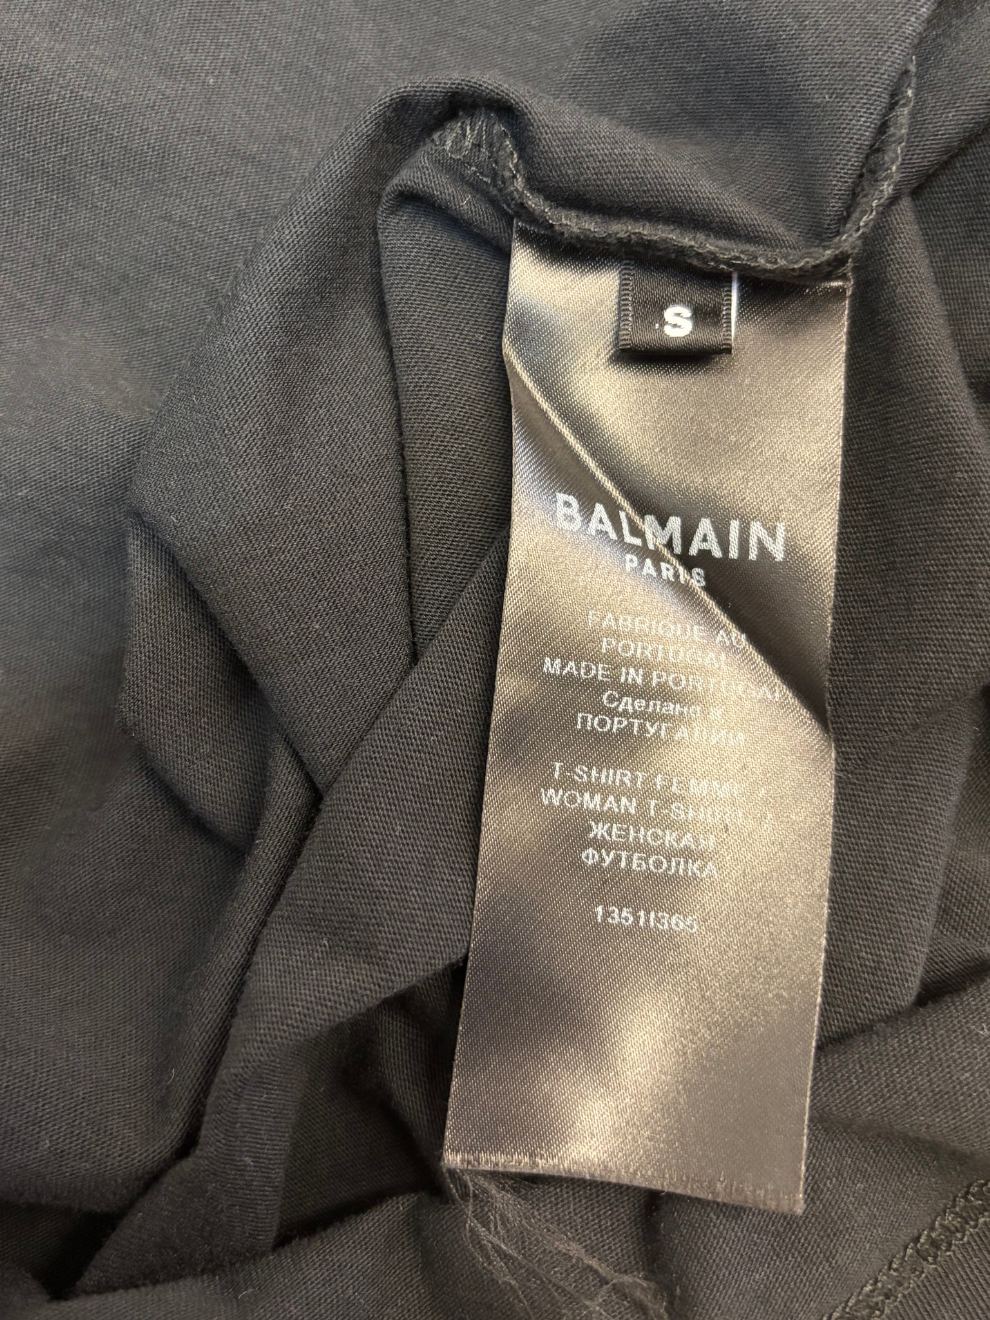 S
BALMAIN
PARIS
FABRIQUE AU
PORTUGAL
MADE IN PORTUGAL
Сделано в
ПОРТУГАЛИИ
T-SHIRT FEMME
WOMAN T-SHIRT
ЖЕНСКАЯ
ФУТБОЛКА
1351I365